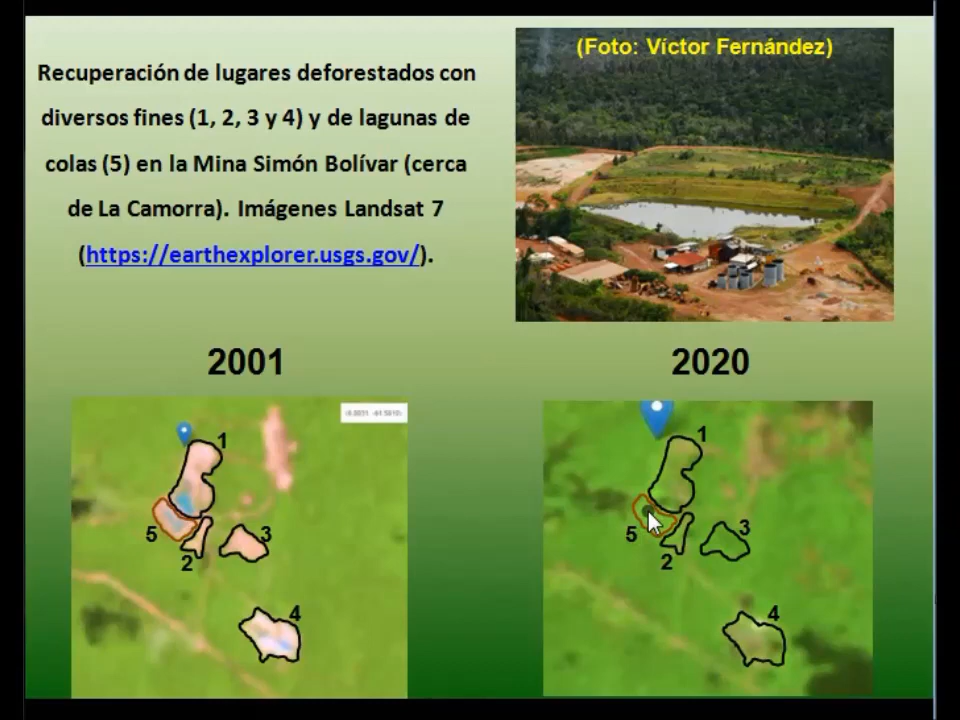 (Foto: Víctor Fernández)
Recuperación de lugares deforestados con
diversos fines (1, 2, 3 y 4) y de lagunas de
colas (5) en la Mina Simón Bolívar (cerca
de La Camorra). Imágenes Landsat 7
(https://earthexplorer.usgs.gov/).
2001
2020
1
5
2
3
4
1
5
2
3
4